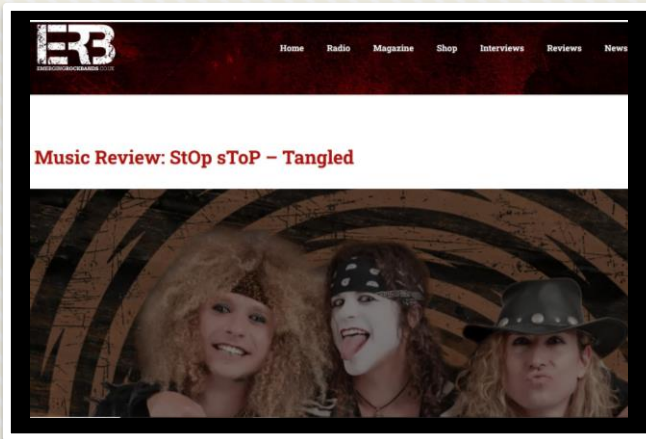 ERB
EMERGINGROCKBANDS.CO.UK
Home Radio Magazine Shop Interviews Reviews News
Music Review: StOp sToP – Tangled